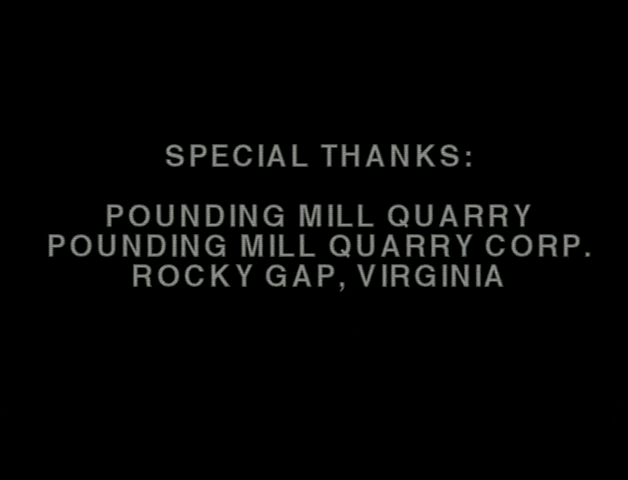 SPECIAL THANKS:
POUNDING MILL QUARRY
POUNDING MILL QUARRY CORP.
ROCKY GAP, VIRGINIA